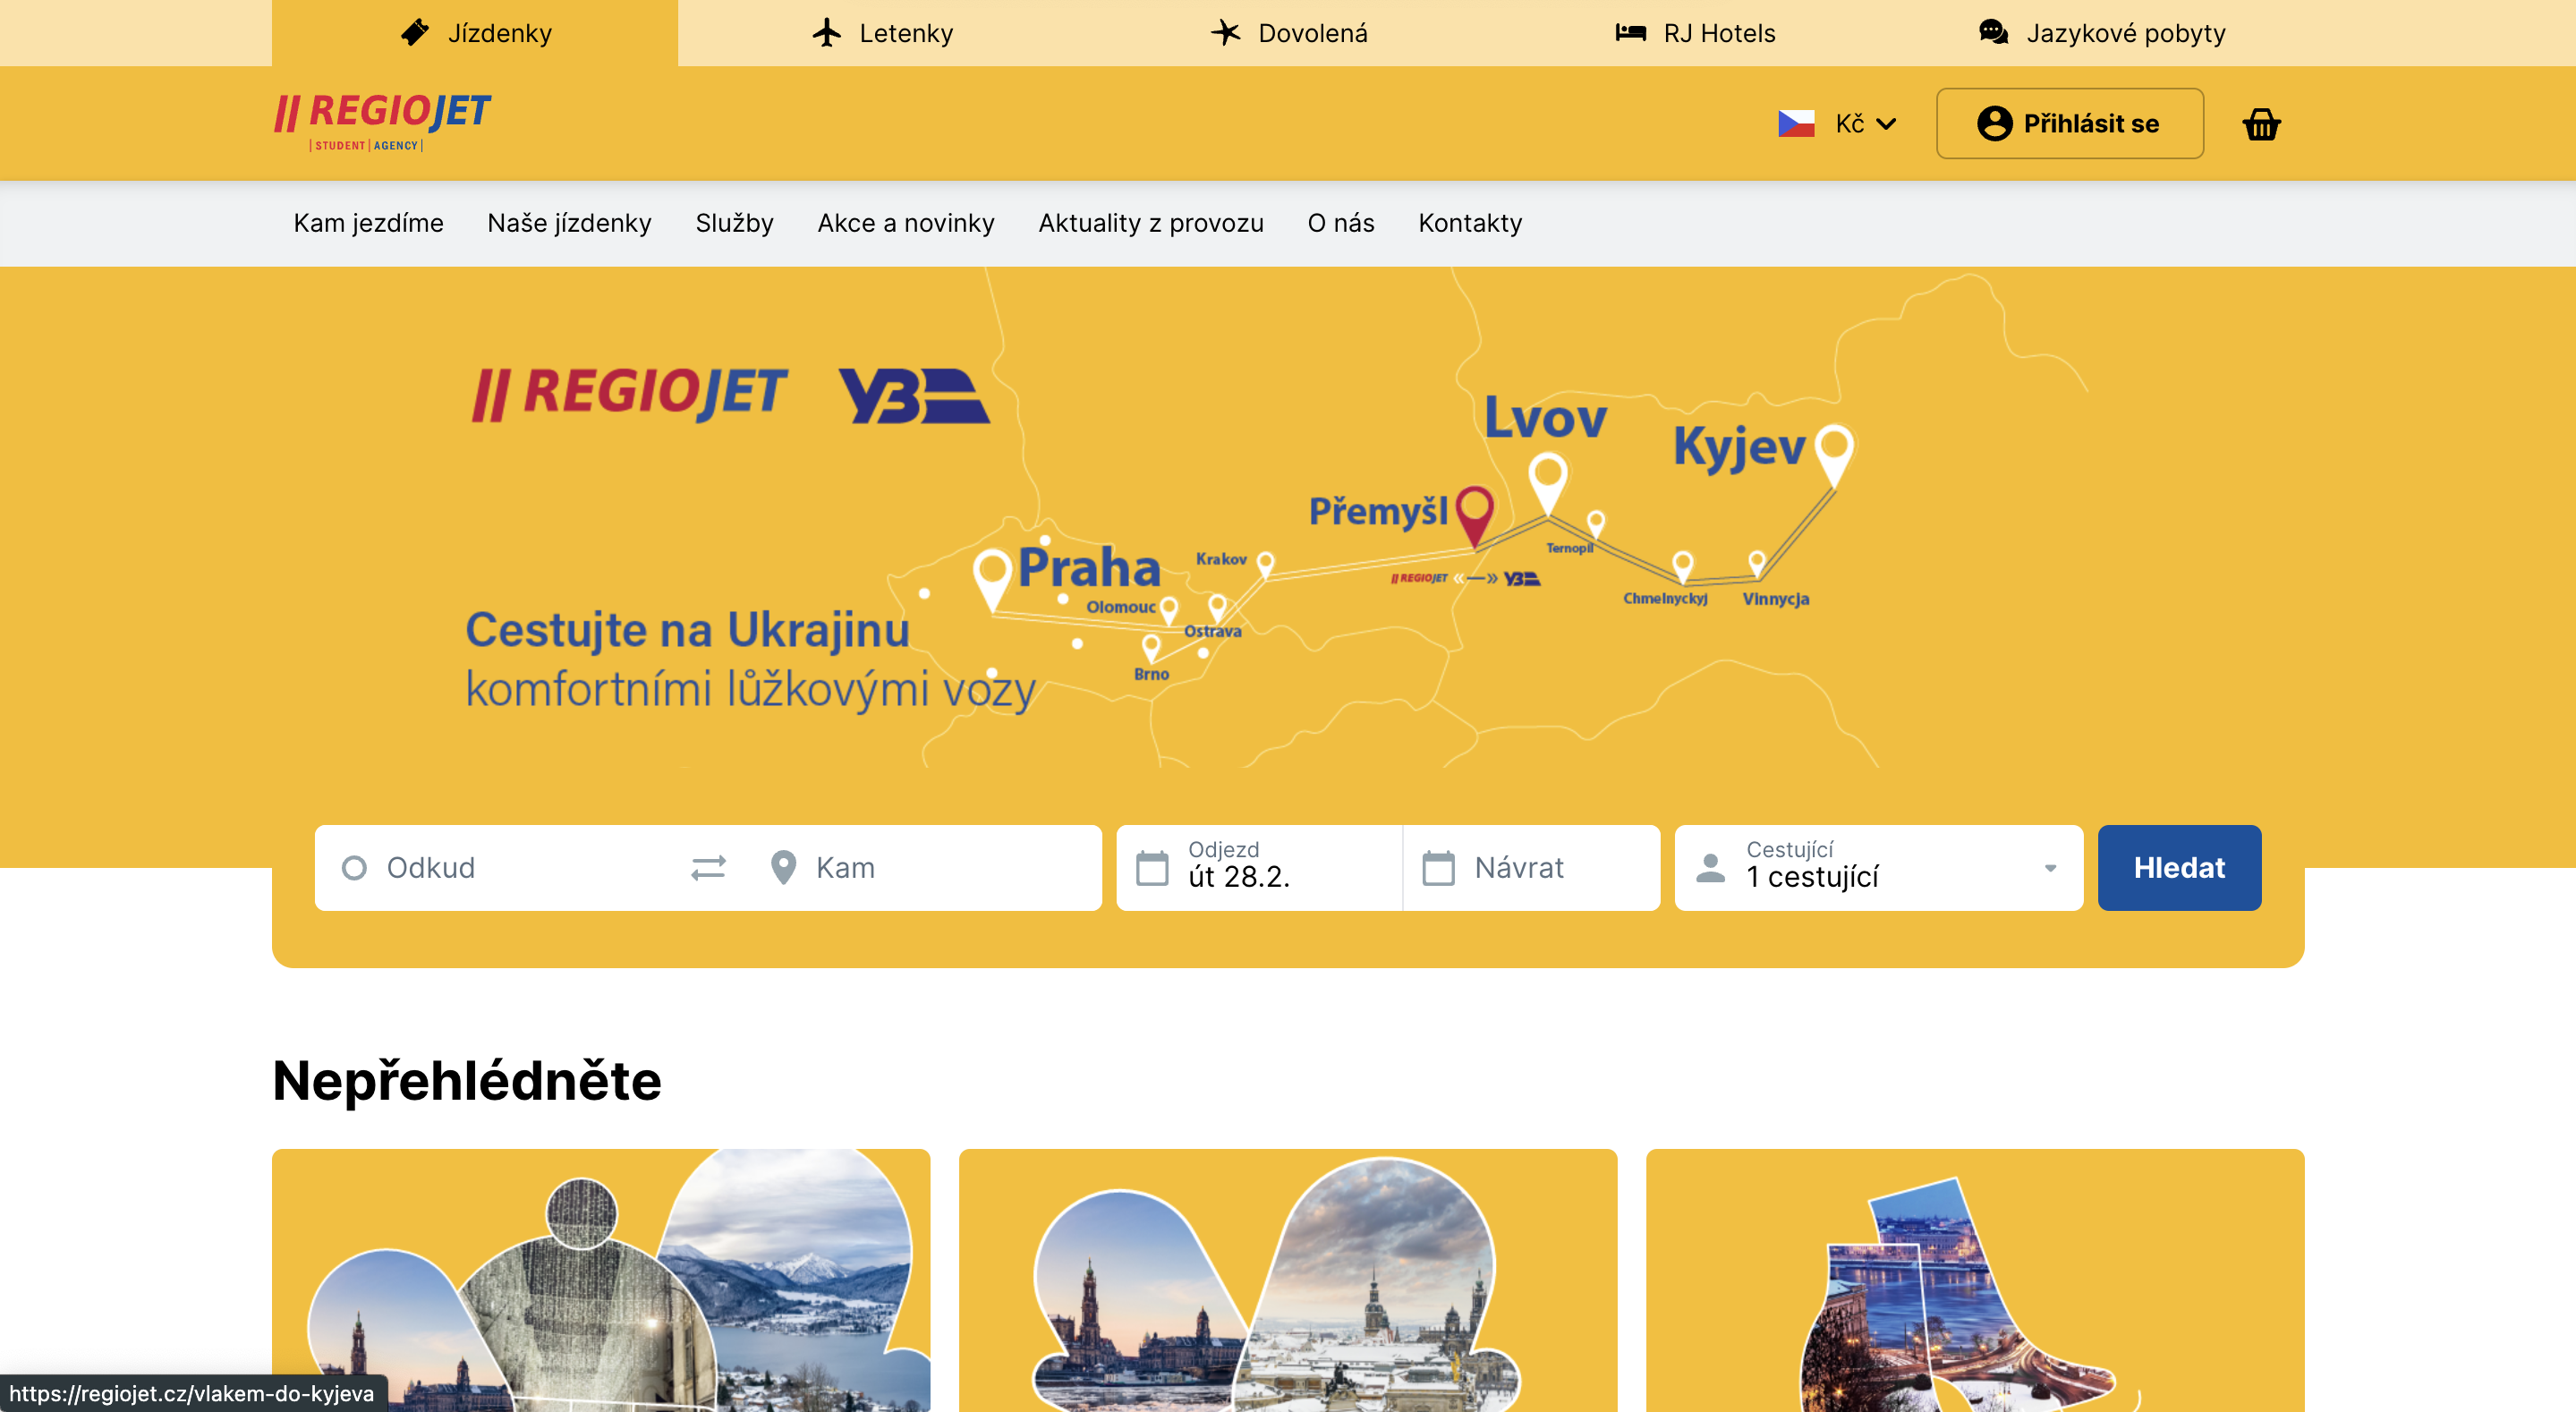 Jízdenky
Letenky
Dovolená
RJ Hotels
Jazykové pobyty
REGIOJET
STUDENT AGENCY
Kč
Přihlásit se
Kam jezdíme
Naše jízdenky
Služby
Akce a novinky
Aktuality z provozu
O nás
Kontakty
REGIOJET
УЗ
Lvov
Kyjev
Přemyšl
Praha
Krakov
Ternopil
REGIOJET
УЗ
Chmelnyckyj
Vinnycja
Olomouc
Ostrava
Brno
Cestujte na Ukrajinu
komfortními lůžkovými vozy
Odkud
Kam
Odjezd
út 28.2.
Návrat
Cestující
1 cestující
Hledat
Nepřehlédněte
https://regiojet.cz/vlakem-do-kyjeva